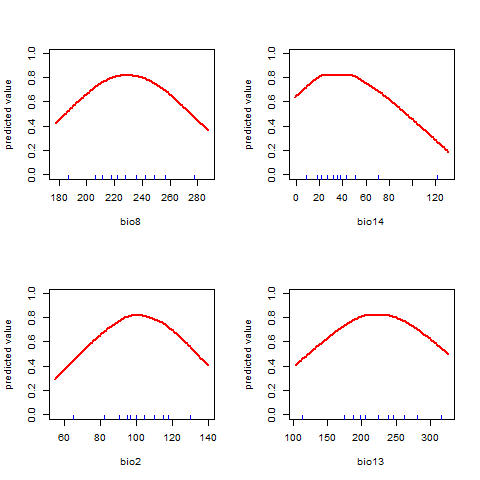 predicted value
0.0 0.2 0.4 0.6 0.8 1.0
180 200 220 240 260 280
bio8
predicted value
0.0 0.2 0.4 0.6 0.8 1.0
0 20 40 60 80 120
bio14
predicted value
0.0 0.2 0.4 0.6 0.8 1.0
60 80 100 120 140
bio2
predicted value
0.0 0.2 0.4 0.6 0.8 1.0
100 150 200 250 300
bio13